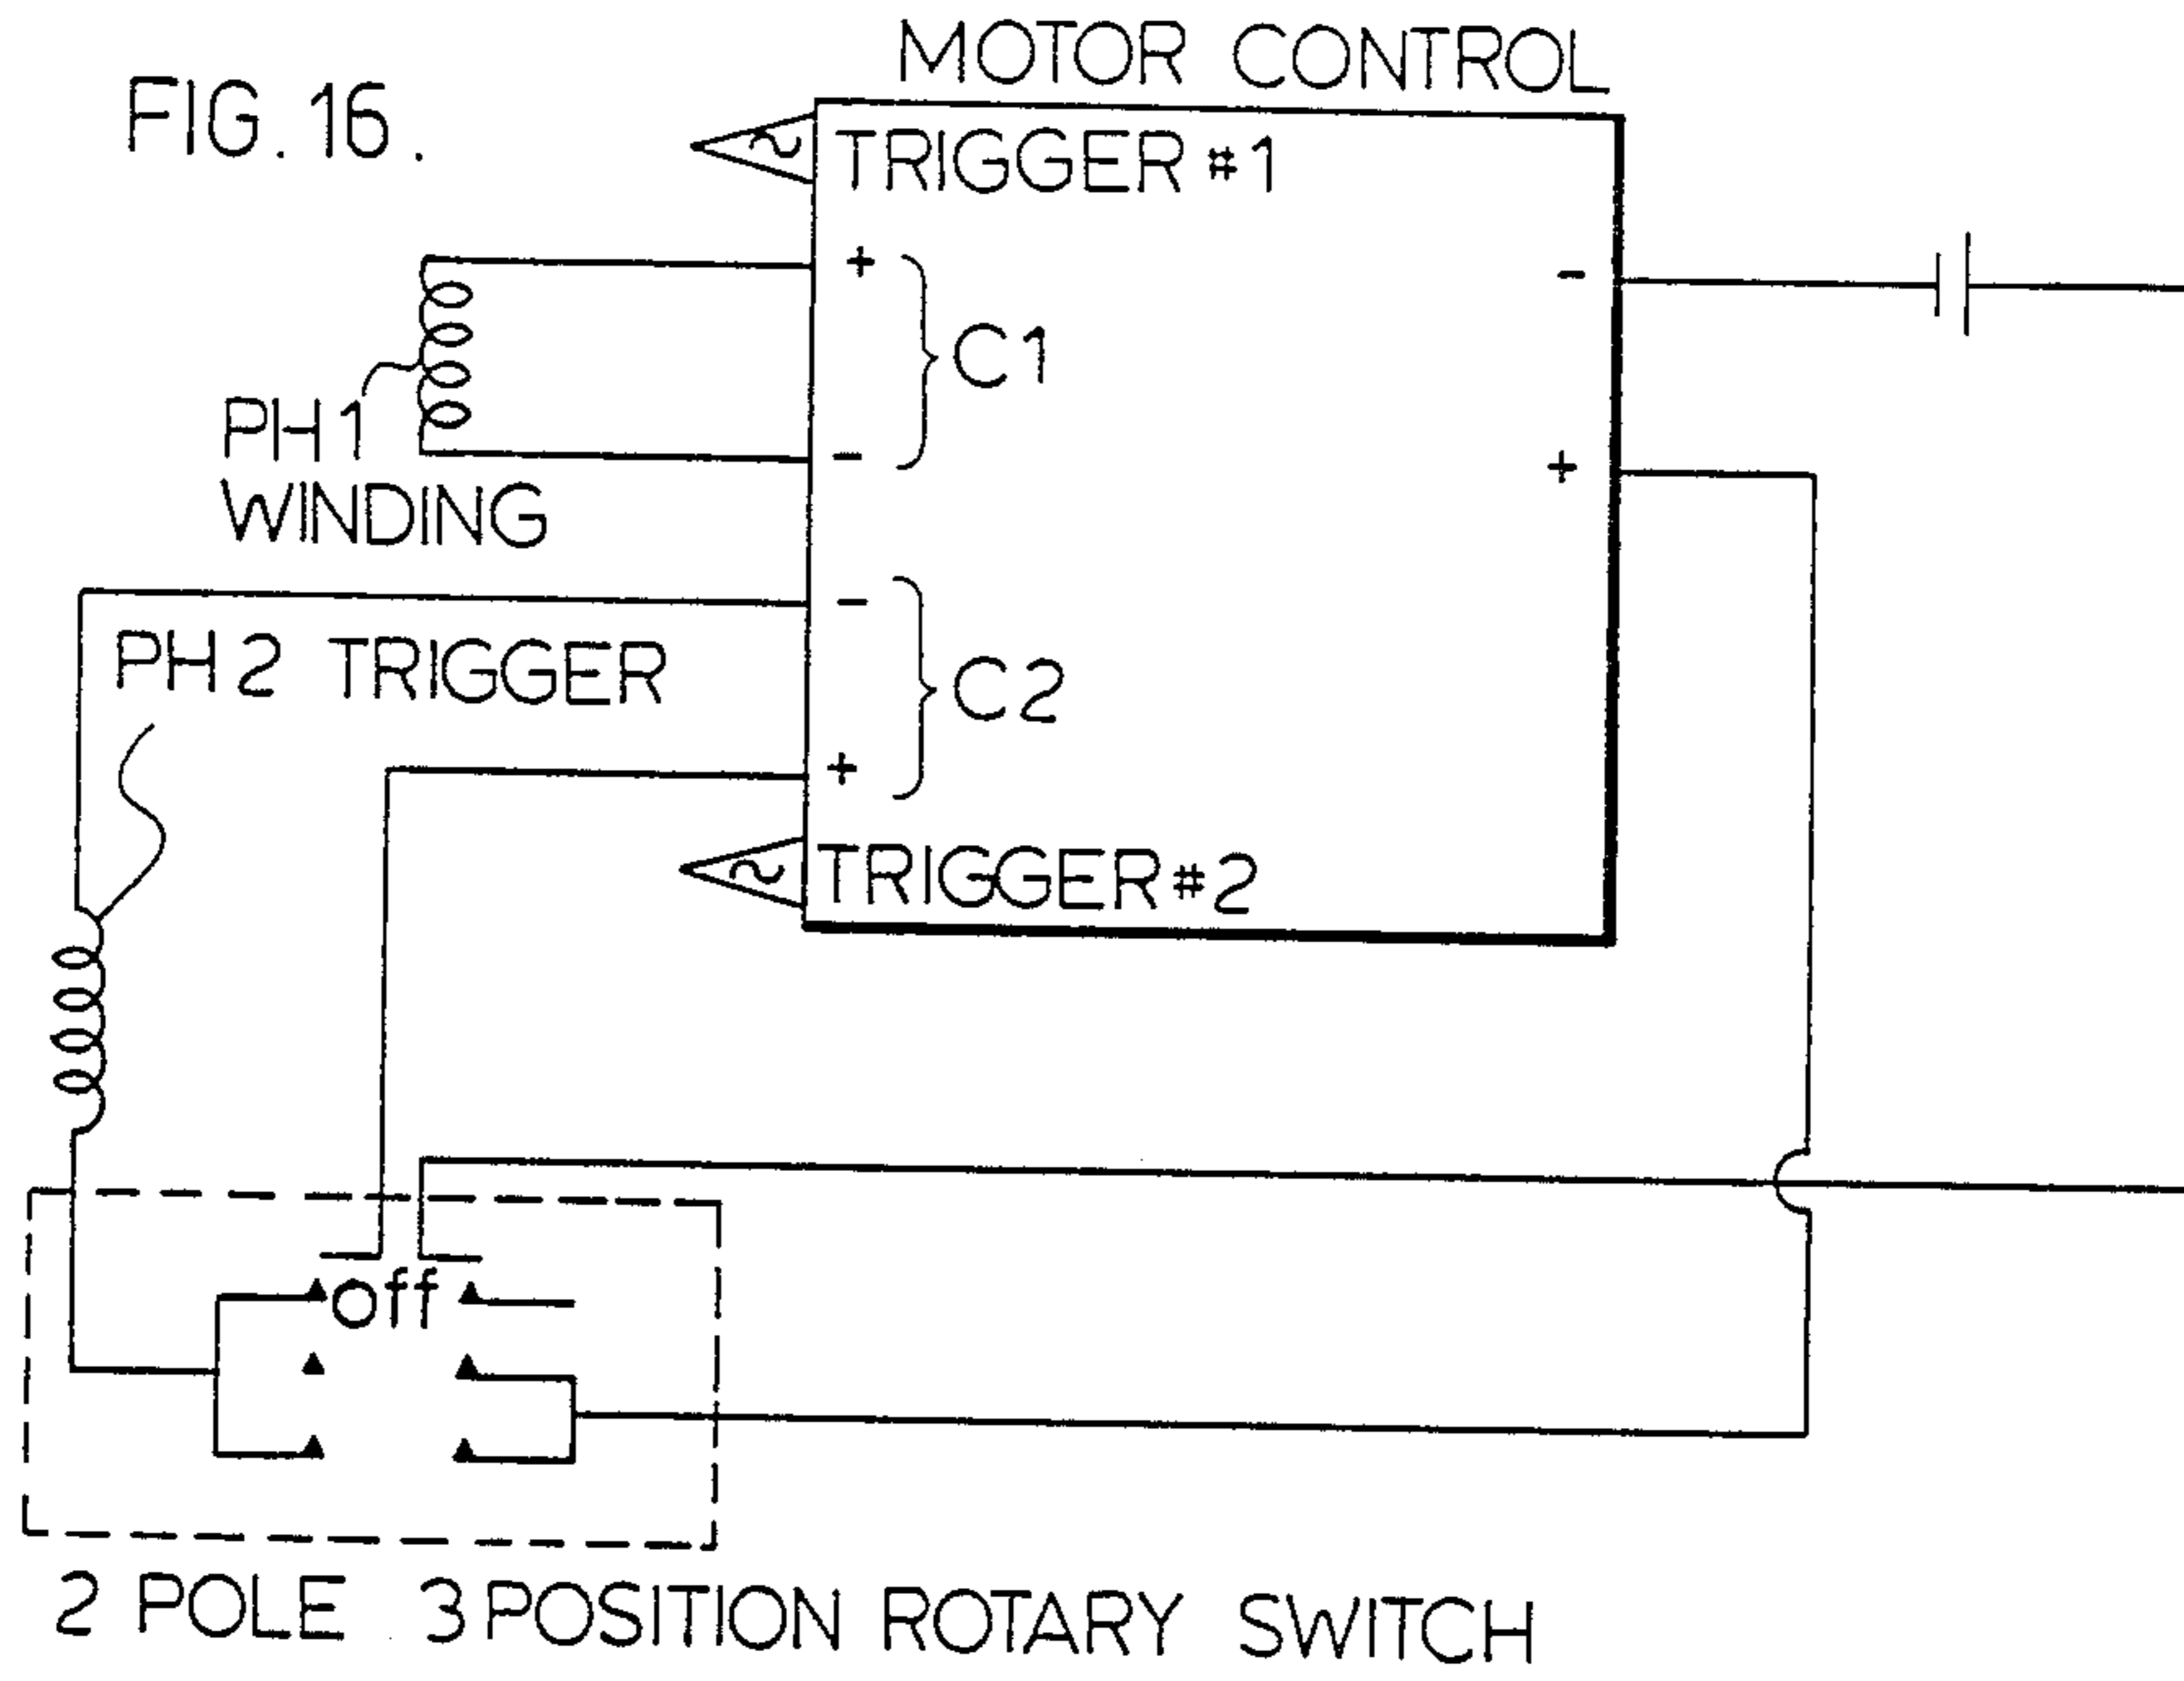 MOTOR CONTROL
FIG. 16.
TRIGGER #1
+
-
C1
PH1
-
+
WINDING
-
PH2 TRIGGER
C2
+
TRIGGER #2
off
2 POLE 3 POSITION ROTARY SWITCH